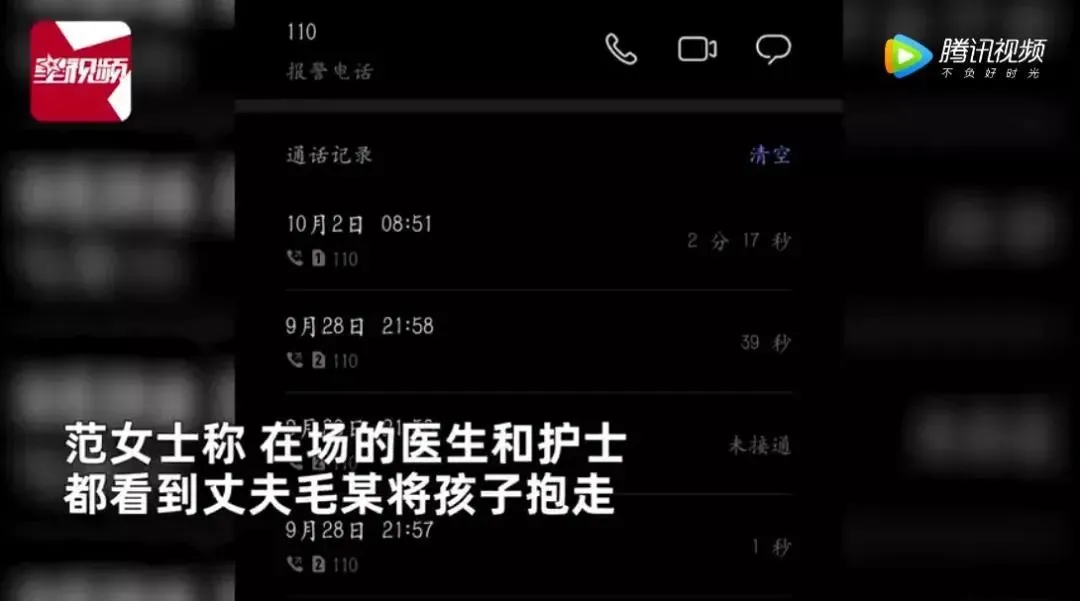 110
报警电话
星视频
腾讯视频
不负好时光
通话记录
清空
10月2日 08:51
2 分 17 秒
1 110
9月28日 21:58
39 秒
2 110
未接通
范女士称 在场的医生和护士
都看到丈夫毛某将孩子抱走
9月28日 21:57
1 秒
2 110